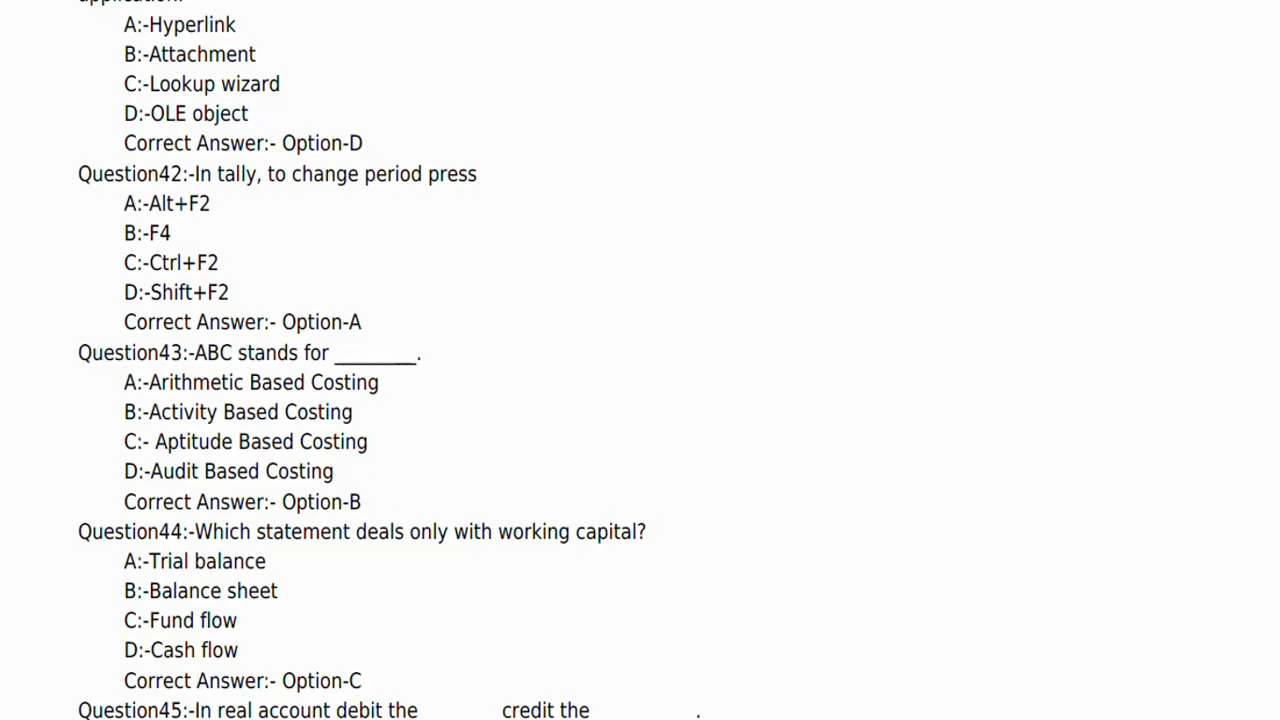 application.
A:-Hyperlink
B:-Attachment
C:-Lookup wizard
D:-OLE object
Correct Answer:- Option-D
Question42:-In tally, to change period press
A:-Alt+F2
B:-F4
C:-Ctrl+F2
D:-Shift+F2
Correct Answer:- Option-A
Question43:-ABC stands for ________.
A:-Arithmetic Based Costing
B:-Activity Based Costing
C:- Aptitude Based Costing
D:-Audit Based Costing
Correct Answer:- Option-B
Question44:-Which statement deals only with working capital?
A:-Trial balance
B:-Balance sheet
C:-Fund flow
D:-Cash flow
Correct Answer:- Option-C
Question45:-In real account debit the credit the .